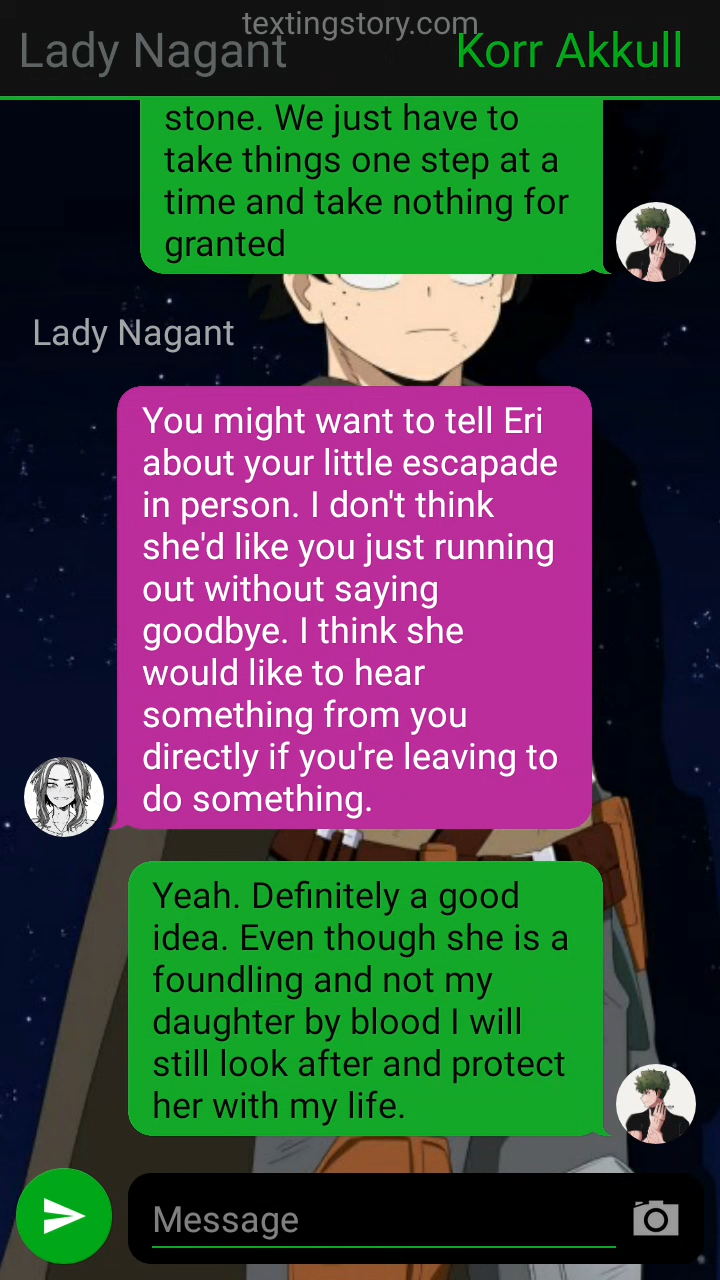 textingstory.com
Lady Nagant
Korr Akkull
stone. We just have to
take things one step at a
time and take nothing for
granted
Lady Nagant
You might want to tell Eri
about your little escapade
in person. I don't think
she'd like you just running
out without saying
goodbye. I think she
would like to hear
something from you
directly if you're leaving to
do something.
Yeah. Definitely a good
idea. Even though she is a
foundling and not my
daughter by blood I will
still look after and protect
her with my life.
Message